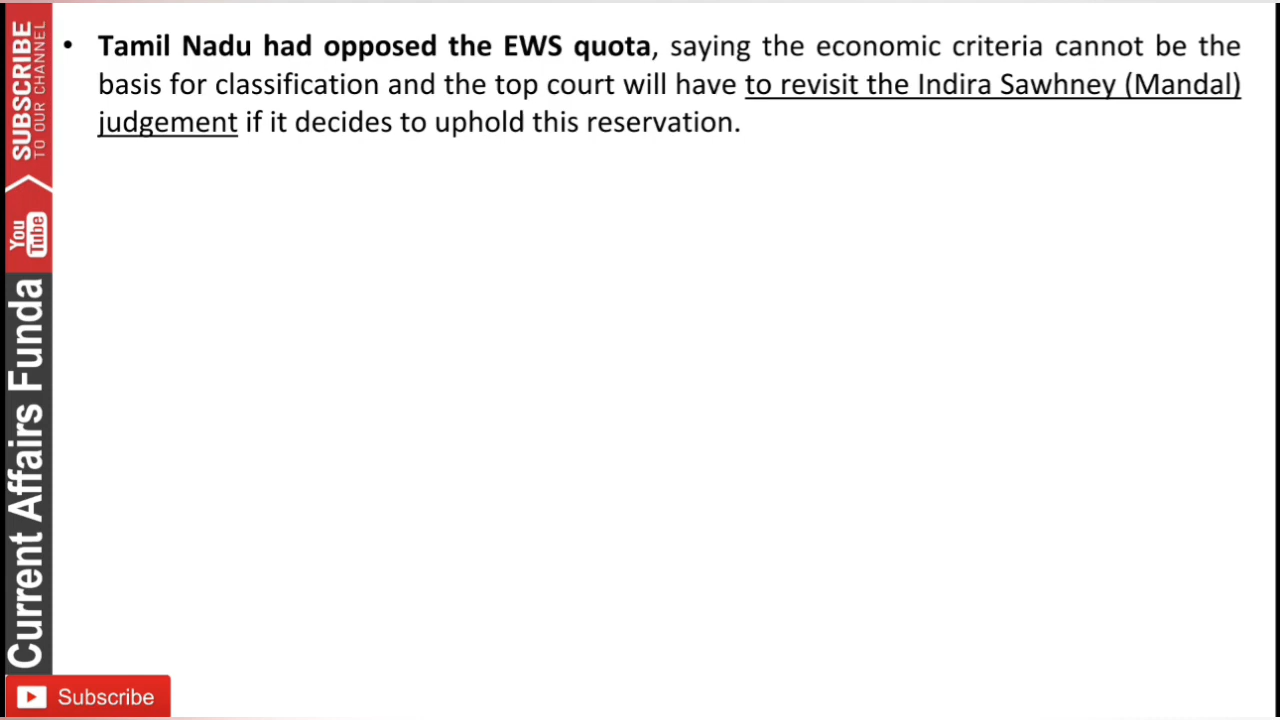 • Tamil Nadu had opposed the EWS quota, saying the economic criteria cannot be the
basis for classification and the top court will have to revisit the Indira Sawhney (Mandal)
judgement if it decides to uphold this reservation.
SUBSCRIBE
TO OUR CHANNEL
You
Tube
Current Affairs Funda
Subscribe